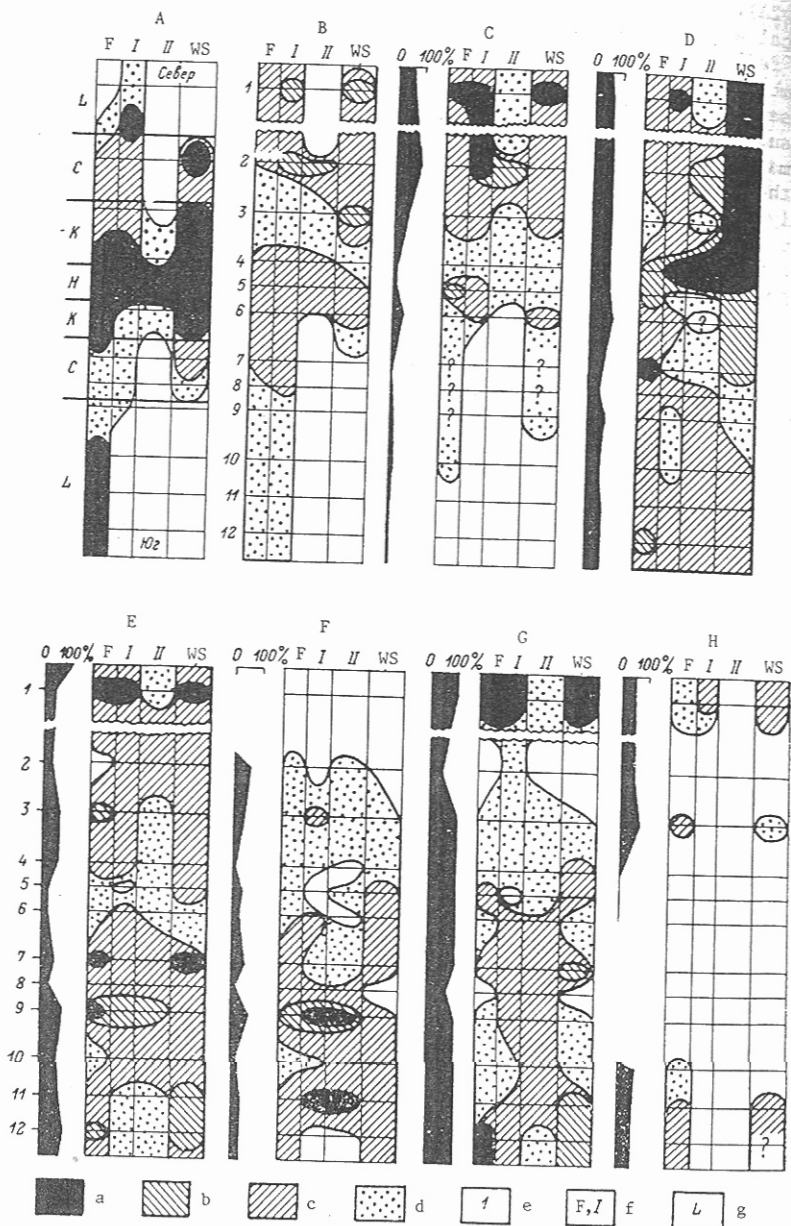 A B C D
F I II WS
F I II WS
0 100% F I II WS
0 100% F I II WS
Север
L
C
K
H
K
C
L
Юг
1
2
3
4
5
6
7
8
9
10
11
12
?
?
?
?
?
?
?
E F G H
0 100% F I II WS
0 100% F I II WS
0 100% F I II WS
0 100% F I II WS
1
2
3
4
5
6
7
8
9
10
11
12
?
a b c d 1 e F, I f L g